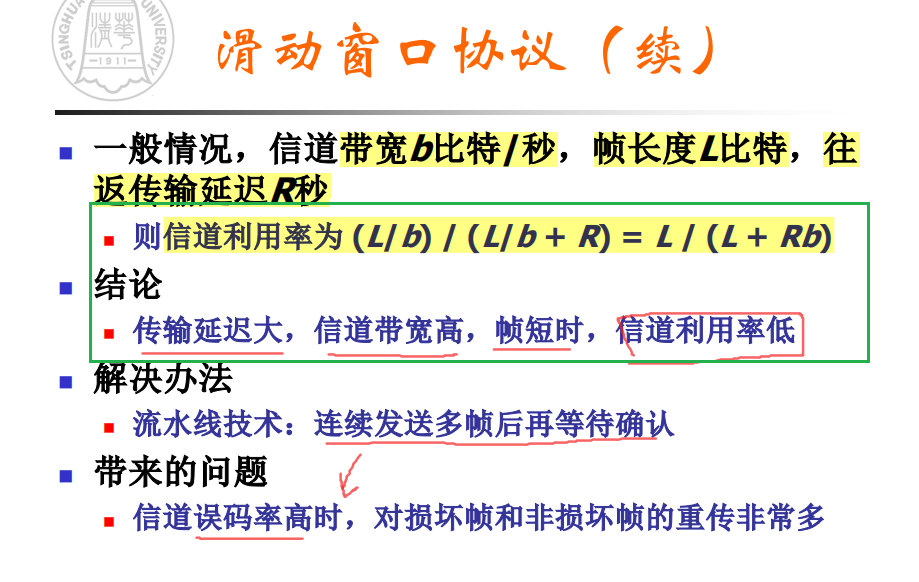 滑动窗口协议（续）
TSINGHUA UNIVERSITY
清华
-1911-
一般情况，信道带宽b比特/秒，帧长度L比特，往
返传输延迟R秒
则信道利用率为 (L/b) / (L/b + R) = L / (L + Rb)
结论
传输延迟大，信道带宽高，帧短时，信道利用率低
解决办法
流水线技术：连续发送多帧后再等待确认
带来的问题
信道误码率高时，对损坏帧和非损坏帧的重传非常多